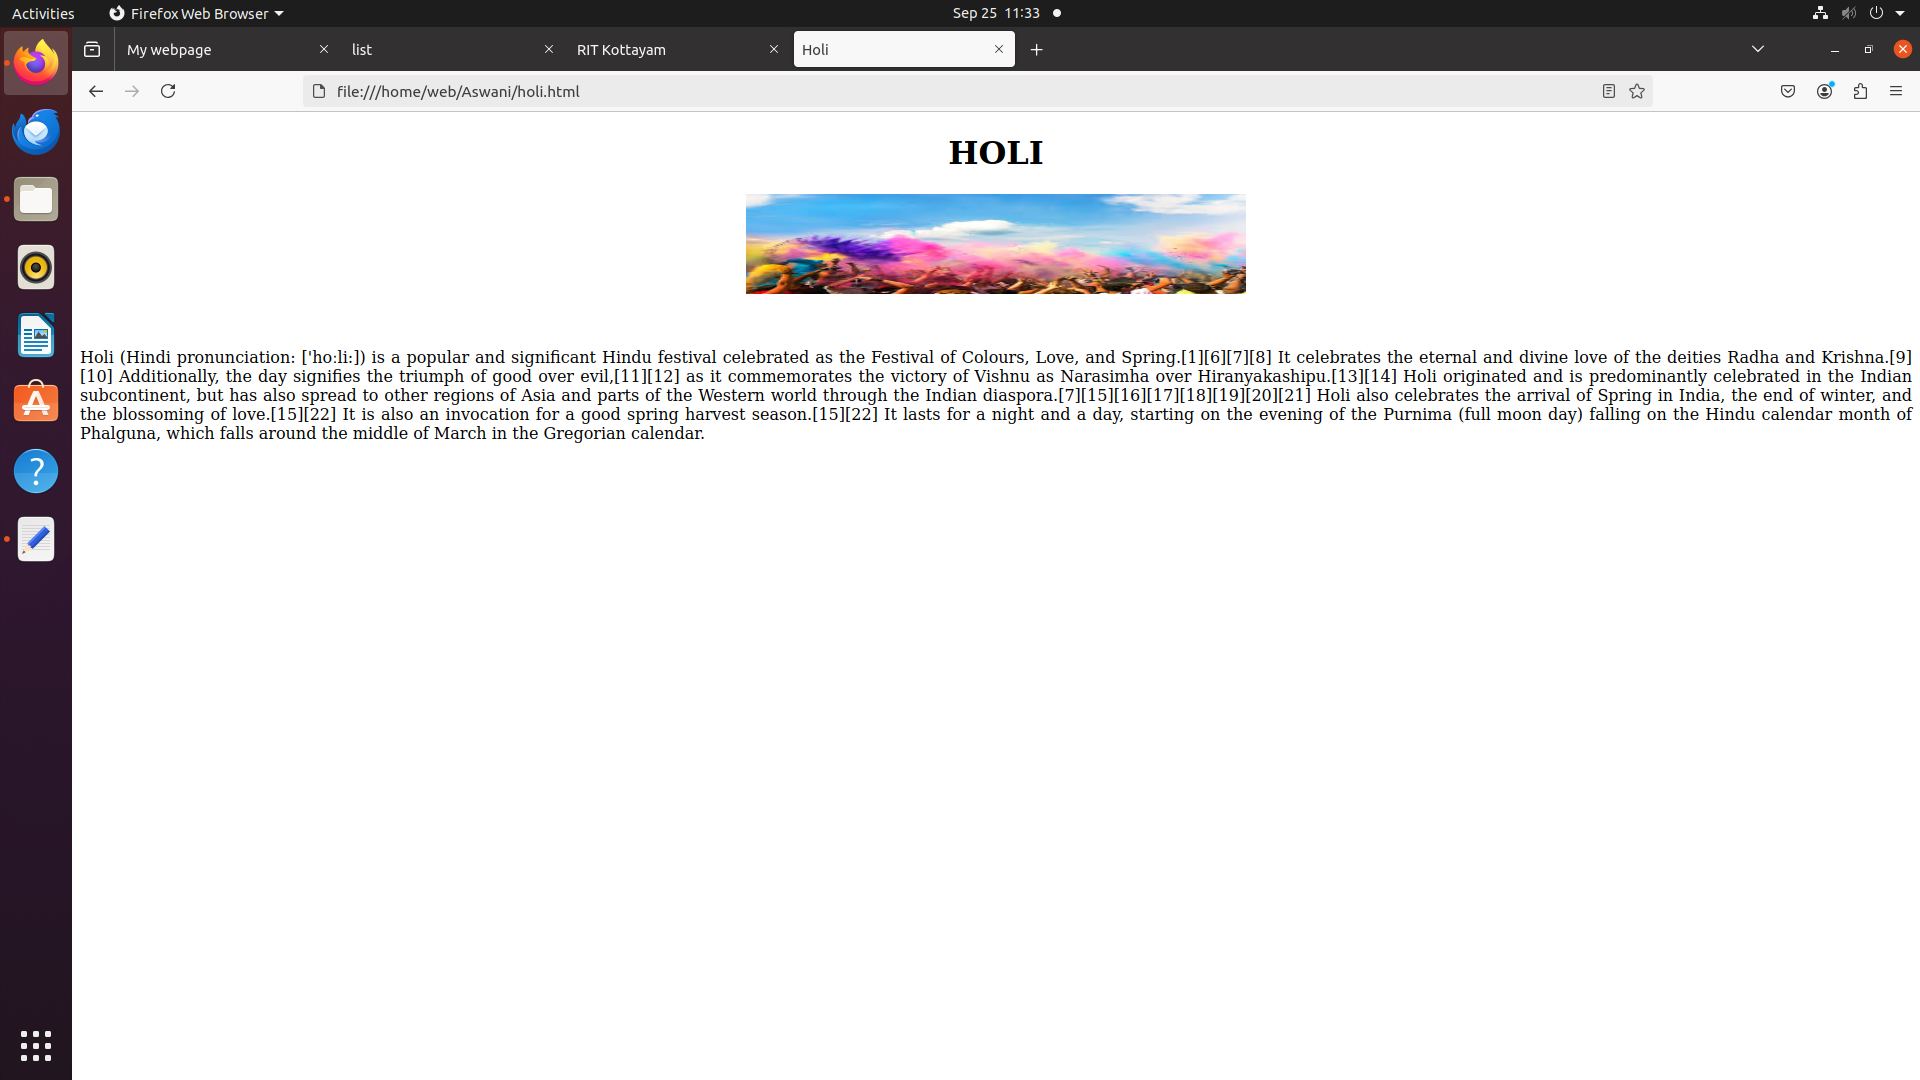 Activities
Firefox Web Browser
Sep 25 11:33
My webpage
list
RIT Kottayam
Holi
file:///home/web/Aswani/holi.html
HOLI
Holi (Hindi pronunciation: ['hoːliː]) is a popular and significant Hindu festival celebrated as the Festival of Colours, Love, and Spring.[1][6][7][8] It celebrates the eternal and divine love of the deities Radha and Krishna.[9]
[10] Additionally, the day signifies the triumph of good over evil,[11][12] as it commemorates the victory of Vishnu as Narasimha over Hiranyakashipu.[13][14] Holi originated and is predominantly celebrated in the Indian
subcontinent, but has also spread to other regions of Asia and parts of the Western world through the Indian diaspora.[7][15][16][17][18][19][20][21] Holi also celebrates the arrival of Spring in India, the end of winter, and
the blossoming of love.[15][22] It is also an invocation for a good spring harvest season.[15][22] It lasts for a night and a day, starting on the evening of the Purnima (full moon day) falling on the Hindu calendar month of
Phalguna, which falls around the middle of March in the Gregorian calendar.